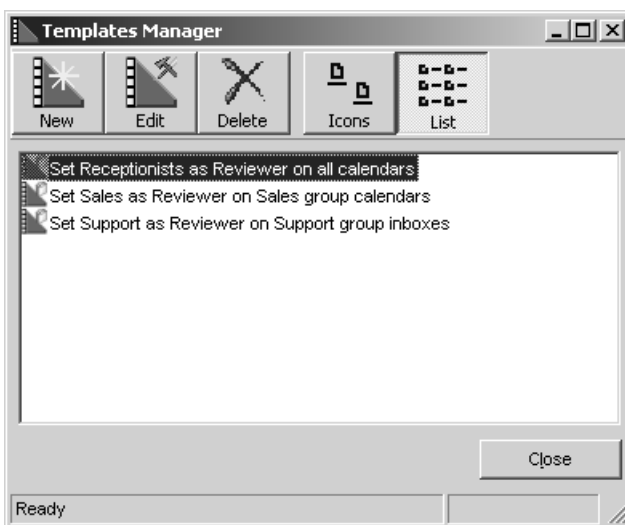 Templates Manager
New Edit Delete Icons List
Set Receptionists as Reviewer on all calendars
Set Sales as Reviewer on Sales group calendars
Set Support as Reviewer on Support group inboxes
Close
Ready